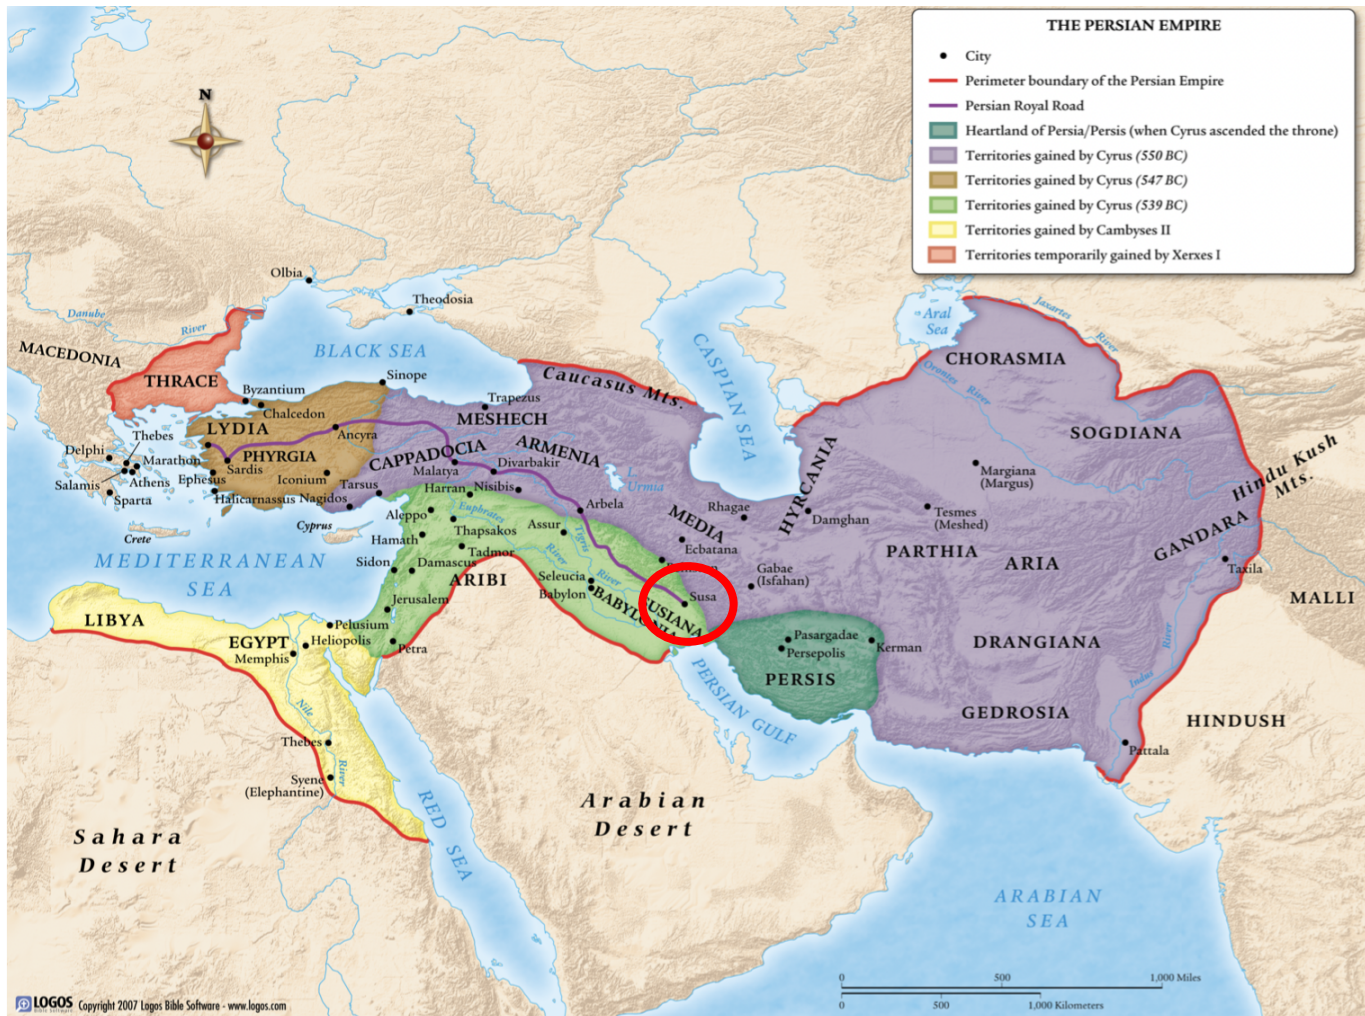 THE PERSIAN EMPIRE
City
Perimeter boundary of the Persian Empire
Persian Royal Road
Heartland of Persia/Persis (when Cyrus ascended the throne)
Territories gained by Cyrus (550 BC)
Territories gained by Cyrus (547 BC)
Territories gained by Cyrus (539 BC)
Territories gained by Cambyses II
Territories temporarily gained by Xerxes I
N
Olbia
Theodosia
Danube
River
MACEDONIA
BLACK SEA
THRACE
Byzantium
Chalcedon
Sinope
Caucasus Mts.
CASPIAN SEA
Aral
Sea
Jaxartes
River
CHORASMIA
Orontes River
SOGDIANA
Hindu Kush
Mts.
Trapezus
MESHECH
LYDIA
Ancyra
PHYRGIA
CAPPADOCIA
ARMENIA
Thebes
Delphi
Marathon
Salamis
Athens
Sparta
Sardis
Ephesus
Iconium
Halicarnassus
Nagidos
Tarsus
Malatya
Divarbakir
Harran
Nisibis
L.
Urmia
Arbela
Rhagae
HYRCANIA
Damghan
Margiana
(Margus)
Tesmes
(Meshed)
GANDARA
Taxila
Crete
Cyprus
Aleppo
Euphrates
River
Thapsakos
Assur
Tigris
River
MEDIA
Ecbatana
PARTHIA
ARIA
MEDITERRANEAN
SEA
Hamath
Tadmor
Sidon
Damascus
ARIBI
Seleucia
Babylon
BABYLONIA
Susa
SUSIANA
Gabae
(Isfahan)
MALLI
Jerusalem
LIBYA
Pelusium
EGYPT
Heliopolis
Memphis
Petra
Pasargadae
Persepolis
Kerman
PERSIS
DRANGIANA
GEDROSIA
Indus
River
HINDUSH
PERSIAN GULF
Pattala
Nile
River
Thebes
Syene
(Elephantine)
RED SEA
Arabian
Desert
Sahara
Desert
ARABIAN
SEA
0 500 1,000 Miles
0 500 1,000 Kilometers
LOGOS
Bible Software
Copyright 2007 Logos Bible Software - www.logos.com